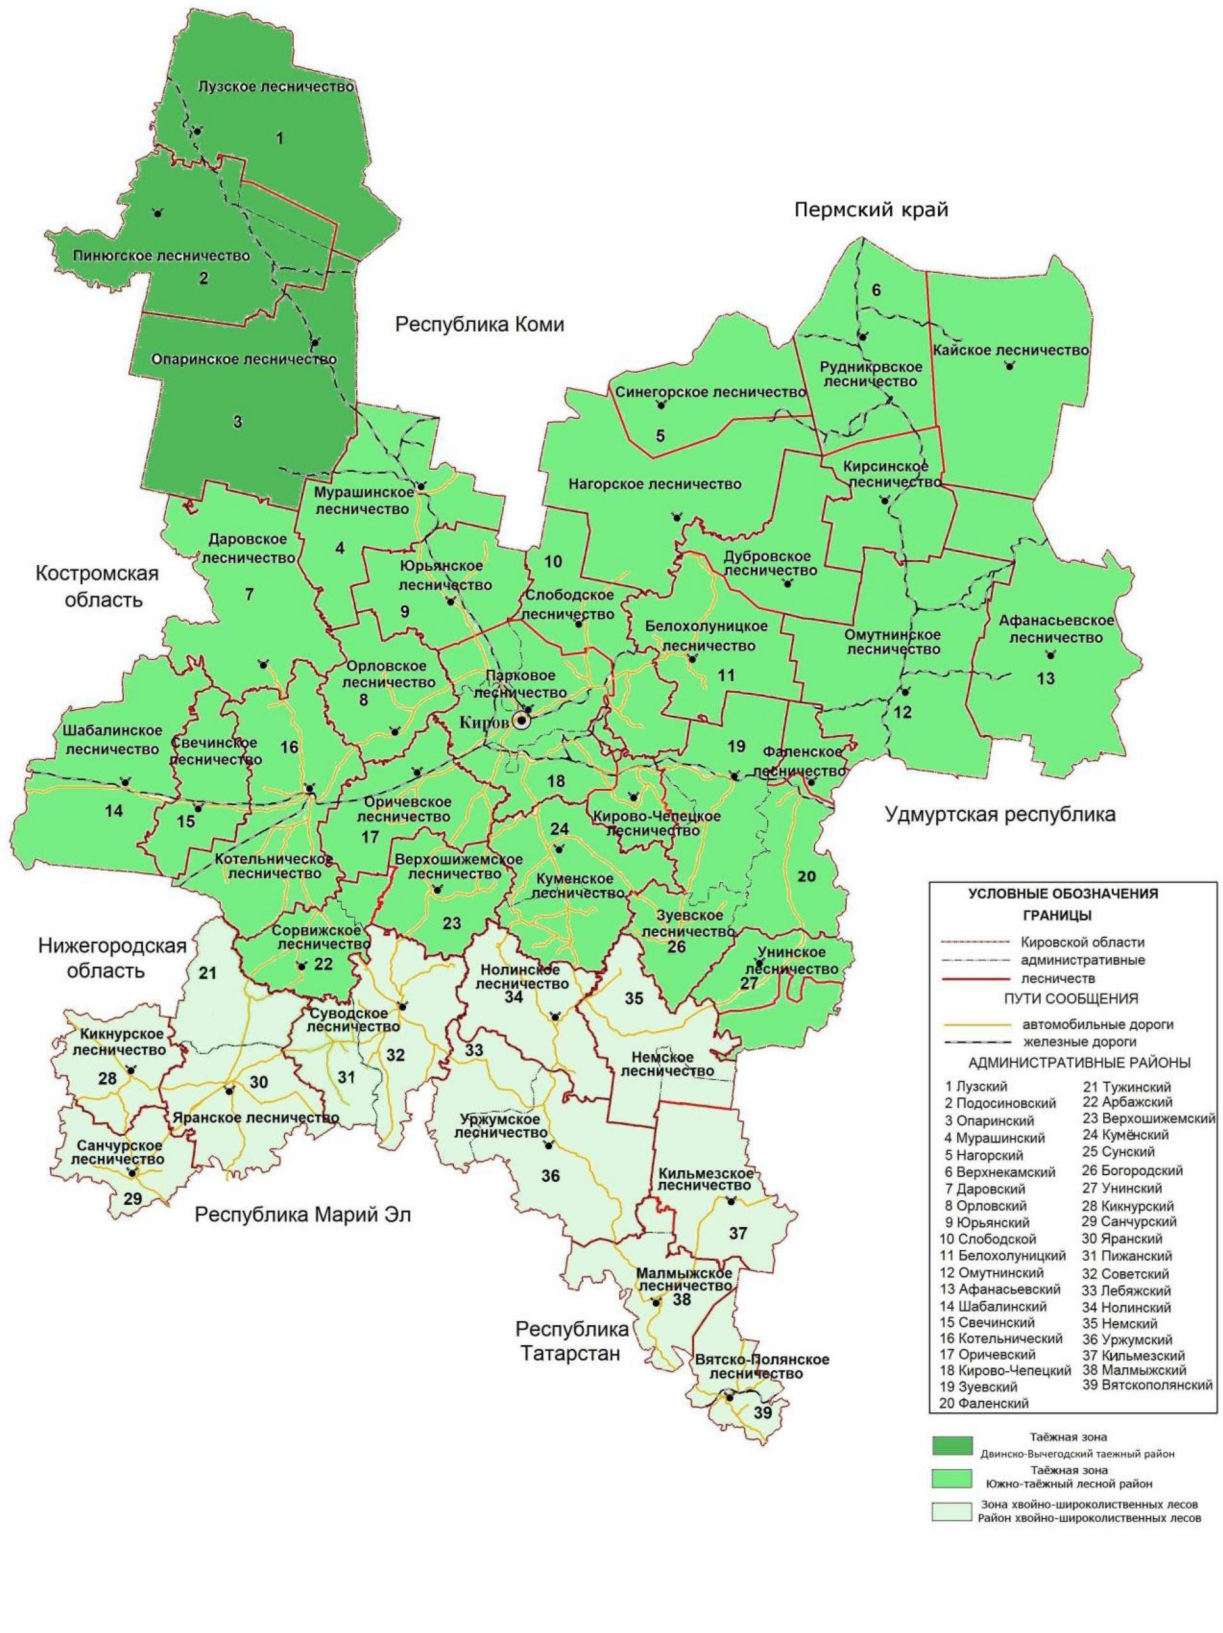 Лузское лесничество
1
Пермский край
Пинюгское лесничество
2
6
Республика Коми
Опаринское лесничество
3
Рудниковское
лесничество
Кайское лесничество
Синегорское лесничество
5
Кирсинское
лесничество
Нагорское лесничество
Мурашинское
лесничество
4
Даровское
лесничество
7
Юрьянское
лесничество
9
10
Слободское
лесничество
Дубровское
лесничество
Костромская
область
Белохолуницкое
лесничество
11
Омутнинское
лесничество
12
Афанасьевское
лесничество
13
Орловское
лесничество
8
Парковое
лесничество
Киров
Шабалинское
лесничество
14
Свечинское
лесничество
15
16
19
Фаленское
лесничество
18
Удмуртская республика
Оричевское
лесничество
17
Кирово-Чепецкое
лесничество
24
Куменское
лесничество
Котельническое
лесничество
Верхошижемское
лесничество
23
20
Зуевское
лесничество
26
Сорвижское
лесничество
22
Унинское
лесничество
27
Нижегородская
область
21
Нолинское
лесничество
34
35
Суводское
лесничество
32
Кикнурское
лесничество
28
33
Немское
лесничество
30
31
Яранское лесничество
Уржумское
лесничество
36
Санчурское
лесничество
29
Кильмезское
лесничество
37
Республика Марий Эл
Малмыжское
лесничество
38
Республика
Татарстан
Вятско-Полянское
лесничество
39
УСЛОВНЫЕ ОБОЗНАЧЕНИЯ
ГРАНИЦЫ
Кировской области
административные
лесничеств
ПУТИ СООБЩЕНИЯ
автомобильные дороги
железные дороги
АДМИНИСТРАТИВНЫЕ РАЙОНЫ
1 Лузский
2 Подосиновский
3 Опаринский
4 Мурашинский
5 Нагорский
6 Верхнекамский
7 Даровский
8 Орловский
9 Юрьянский
10 Слободской
11 Белохолуницкий
12 Омутнинский
13 Афанасьевский
14 Шабалинский
15 Свечинский
16 Котельнический
17 Оричевский
18 Кирово-Чепецкий
19 Зуевский
20 Фаленский
21 Тужинский
22 Арбажский
23 Верхошижемский
24 Кумёнский
25 Сунский
26 Богородский
27 Унинский
28 Кикнурский
29 Санчурский
30 Яранский
31 Пижанский
32 Советский
33 Лебяжский
34 Нолинский
35 Немский
36 Уржумский
37 Кильмезский
38 Малмыжский
39 Вятскополянский
Таёжная зона
Двинско-Вычегодский таежный район
Таёжная зона
Южно-таёжный лесной район
Зона хвойно-широколиственных лесов
Район хвойно-широколиственных лесов